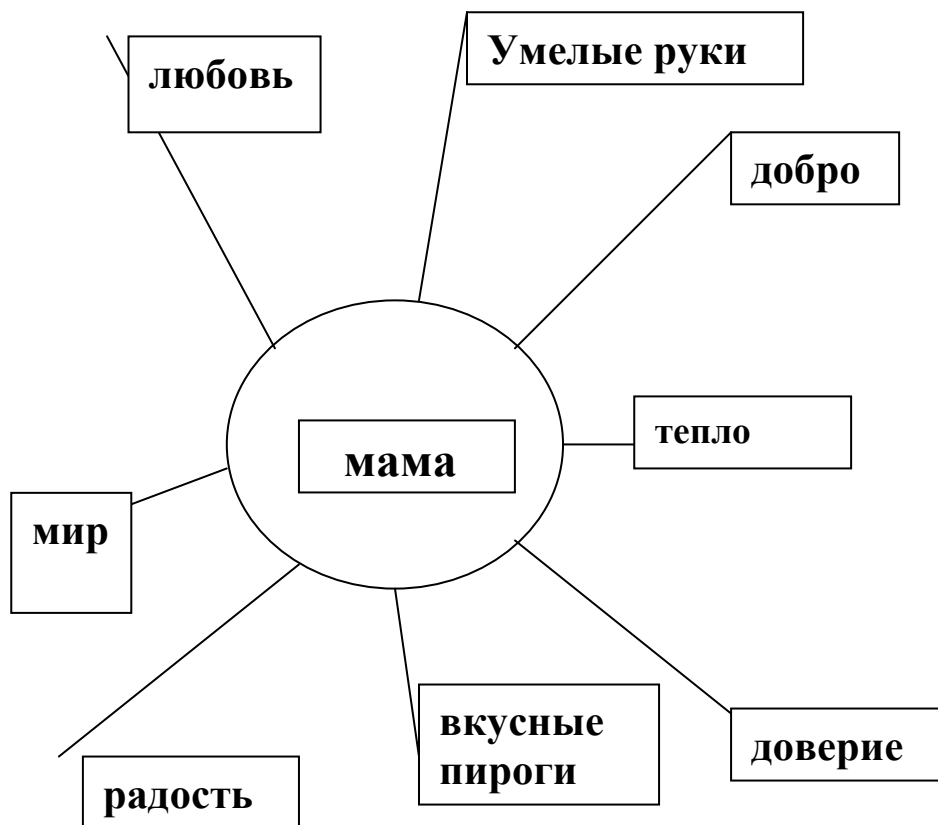 Умелые руки
любовь
добро
тепло
мама
мир
вкусные
пироги
доверие
радость